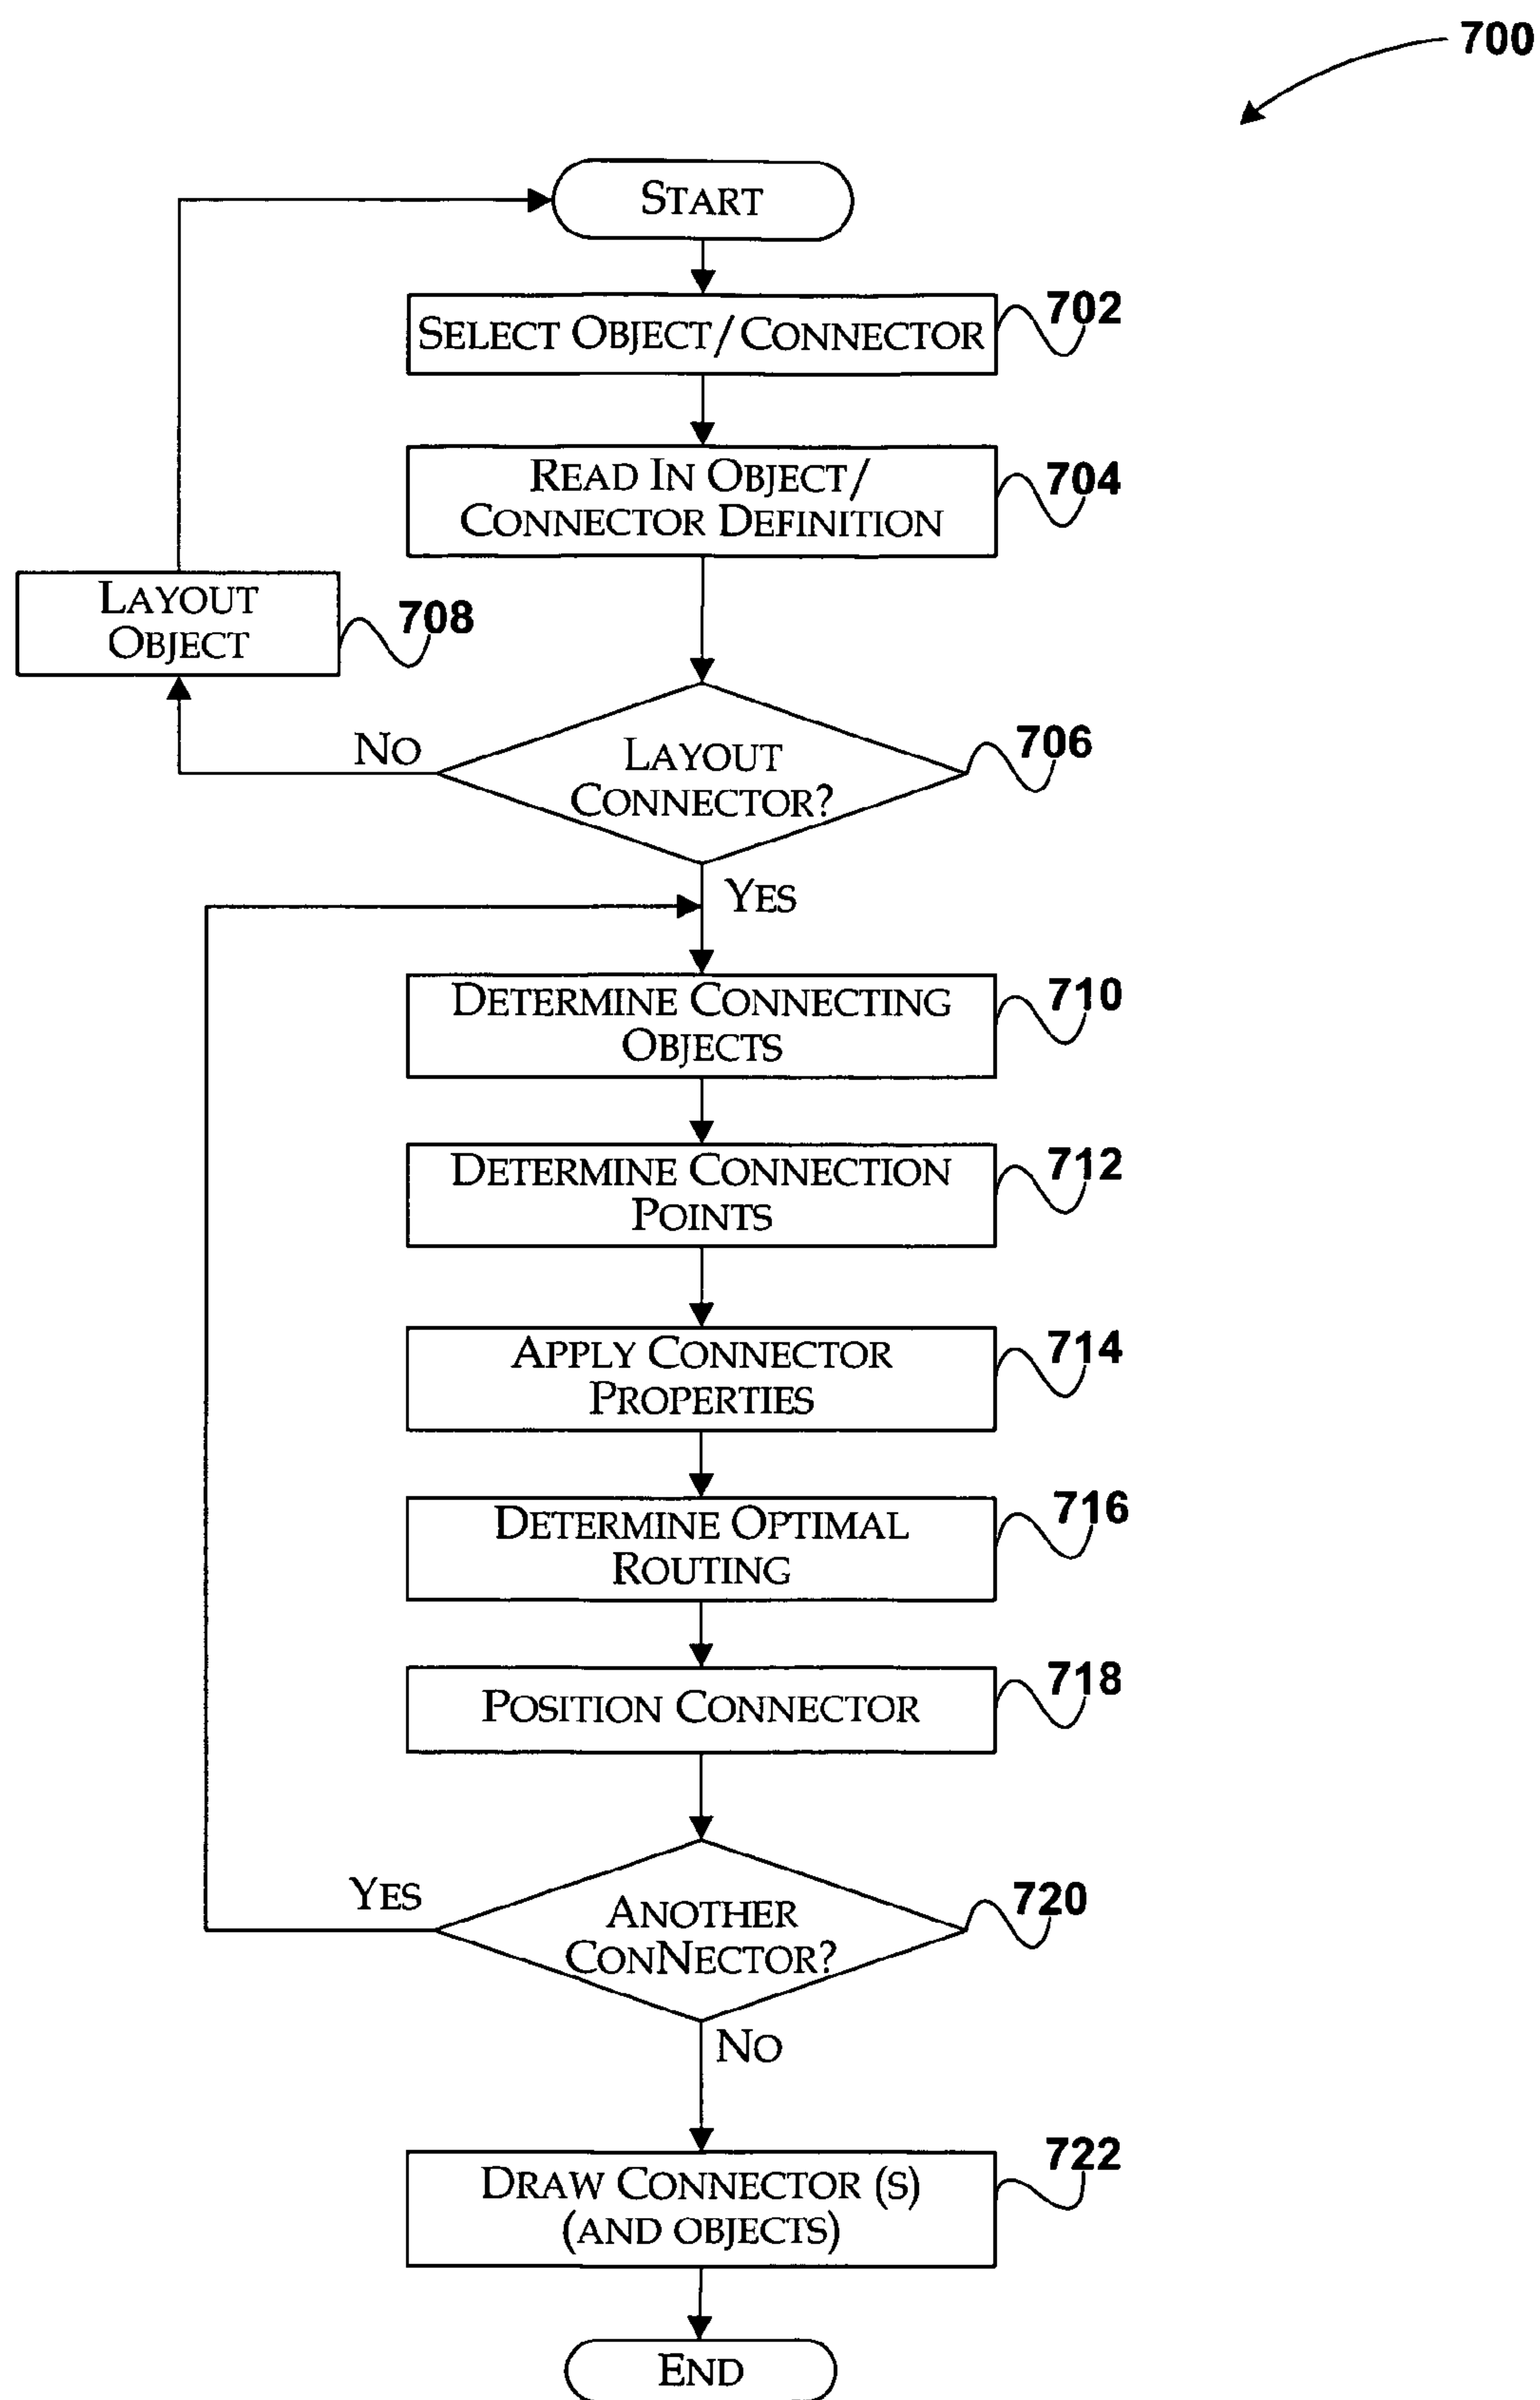 700
START
SELECT OBJECT/CONNECTOR
702
READ IN OBJECT/
CONNECTOR DEFINITION
704
LAYOUT
OBJECT
708
NO
LAYOUT
CONNECTOR?
706
YES
DETERMINE CONNECTING
OBJECTS
710
DETERMINE CONNECTION
POINTS
712
APPLY CONNECTOR
PROPERTIES
714
DETERMINE OPTIMAL
ROUTING
716
POSITION CONNECTOR
718
YES
ANOTHER
CONNECTOR?
720
NO
DRAW CONNECTOR (S)
(AND OBJECTS)
722
END